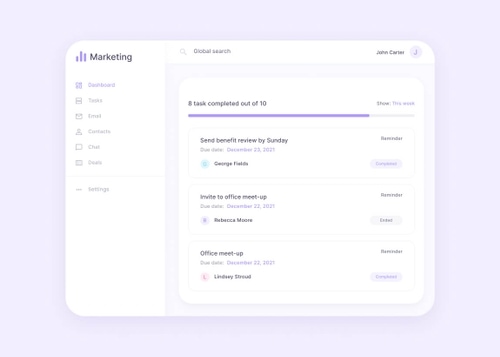 Marketing
Global search
John Carter
J
Dashboard
Tasks
Email
Contacts
Chat
Deals
Settings
8 task completed out of 10
Show: This week
Send benefit review by Sunday
Reminder
Due date: December 23, 2021
George Fields
Completed
Invite to office meet-up
Reminder
Due date: December 22, 2021
R
Rebecca Moore
Ended
Office meet-up
Reminder
Due date: December 22, 2021
L
Lindsey Stroud
Completed